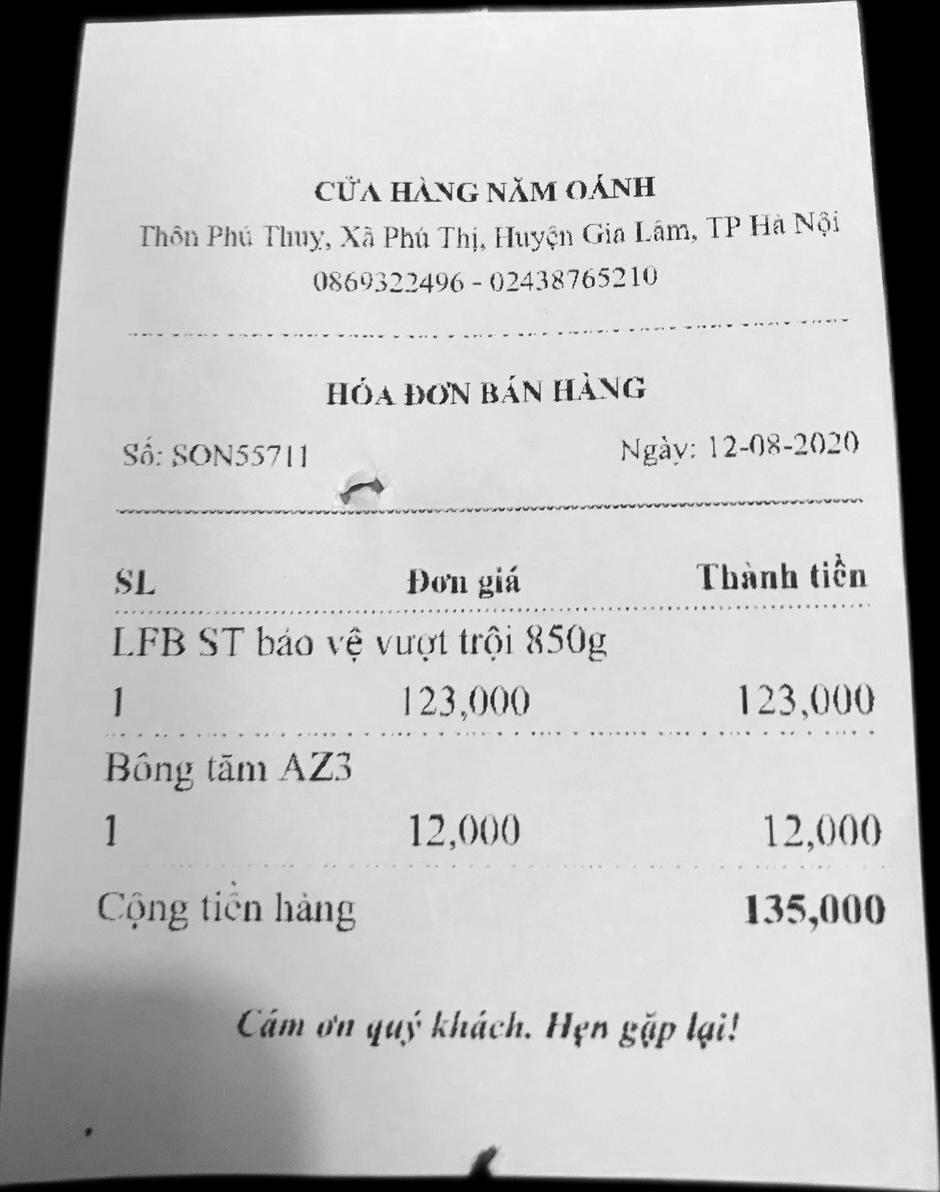 CỬA HÀNG NĂM OÁNH
Thôn Phú Thuỵ, Xã Phú Thị, Huyện Gia Lâm, TP Hà Nội
0869322496 - 02438765210
HÓA ĐƠN BÁN HÀNG
Số: SON55711 Ngày: 12-08-2020
SL Đơn giá Thành tiền
LFB ST bảo vệ vượt trội 850g
1 123,000 123,000
Bông tăm AZ3
1 12,000 12,000
Cộng tiền hàng 135,000
Cám ơn quý khách. Hẹn gặp lại!